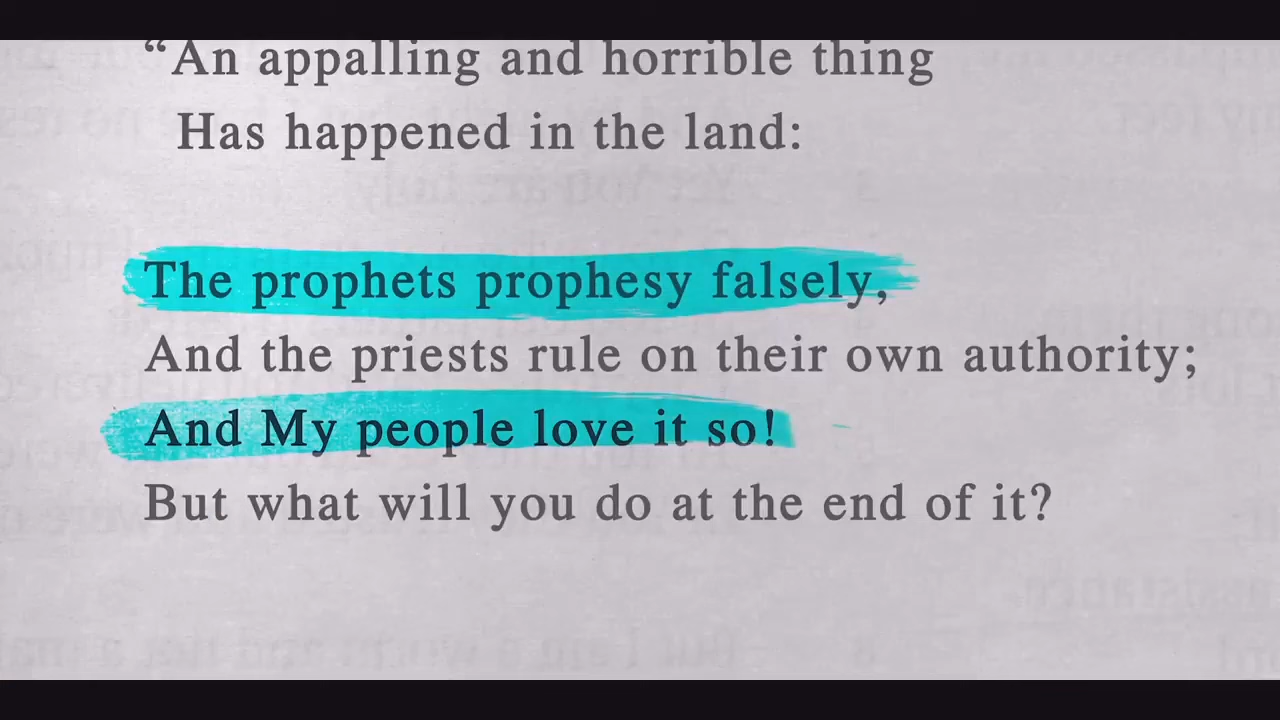 “An appalling and horrible thing
Has happened in the land:
The prophets prophesy falsely,
And the priests rule on their own authority;
And My people love it so!
But what will you do at the end of it?